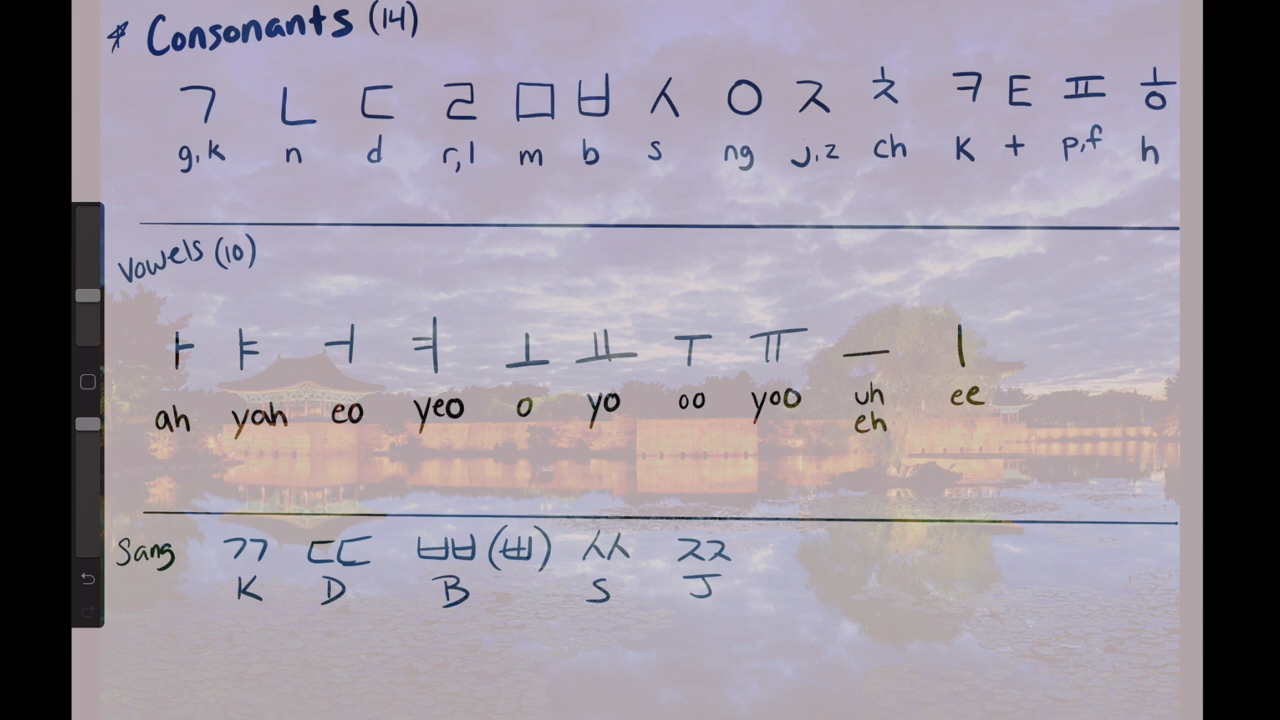 * Consonants (14)
ㄱ ㄴ ㄷ ㄹ ㅁ ㅂ ㅅ ㅇ ㅈ ㅊ ㅋ ㅌ ㅍ ㅎ
g,k n d r,l m b s ng j,z ch K t p,f h
Vowels (10)
ㅏ ㅑ ㅓ ㅕ ㅗ ㅛ ㅜ ㅠ ㅡ ㅣ
ah yah eo yeo o yo oo yoo uh ee
eh
Sang ㄲ ㄸ ㅃ (ㅃ) ㅆ ㅉ
K D B S J